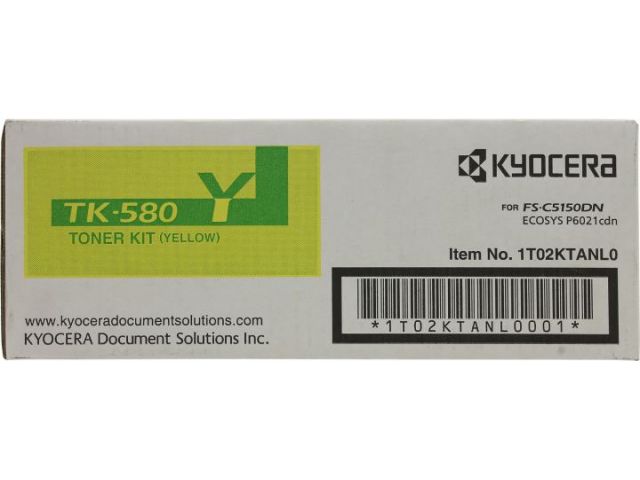 TK-580 Y
TONER KIT (YELLOW)
www.kyoceradocumentsolutions.com
KYOCERA Document Solutions Inc.
KYOCERA
FOR FS-C5150DN
ECOSYS P6021cdn
Item No. 1T02KTANL0
*1T02KTANL0001*